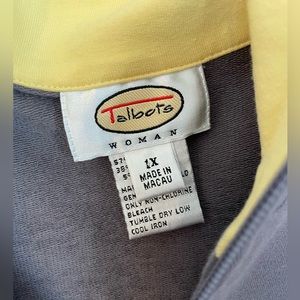 Talbots
WOMAN
1X
MADE IN
MACAU
ONLY NON-CHLORINE
BLEACH
TUMBLE DRY LOW
COOL IRON